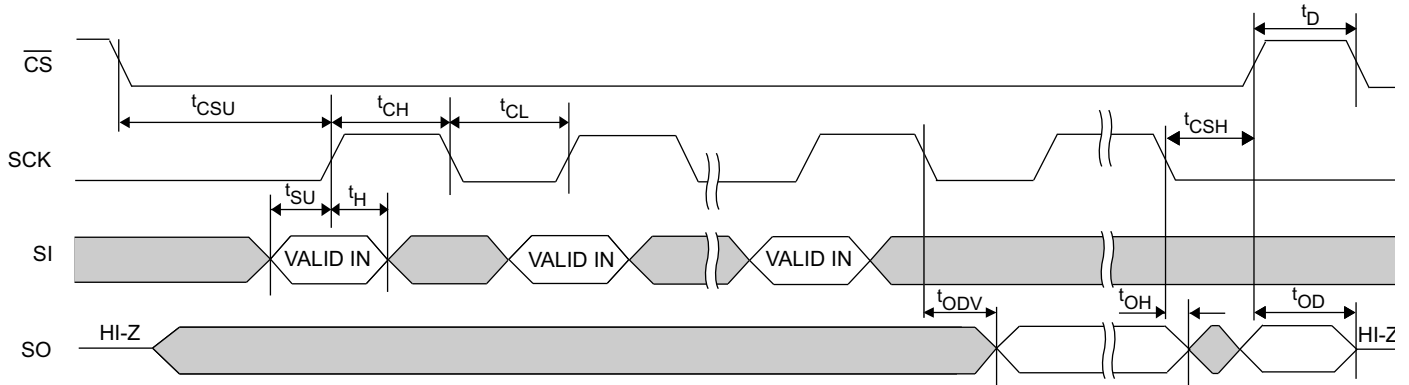 tD
CS
tCSU
tCH
tCL
tCSH
SCK
tSU
tH
SI
VALID IN
VALID IN
VALID IN
tODV
tOH
tOD
HI-Z
HI-Z
SO